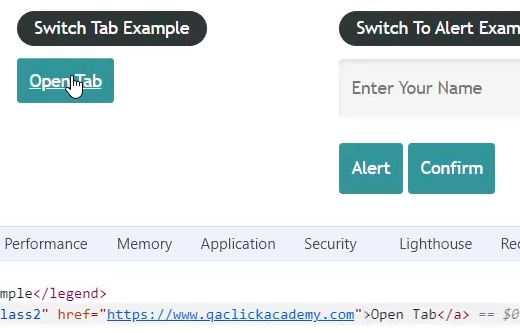 Switch Tab Example
Switch To Alert Exam
Open Tab
Enter Your Name
Alert Confirm
Performance Memory Application Security Lighthouse Rec
mple</legend>
lass2" href="https://www.qaclickacademy.com">Open Tab</a> == $0